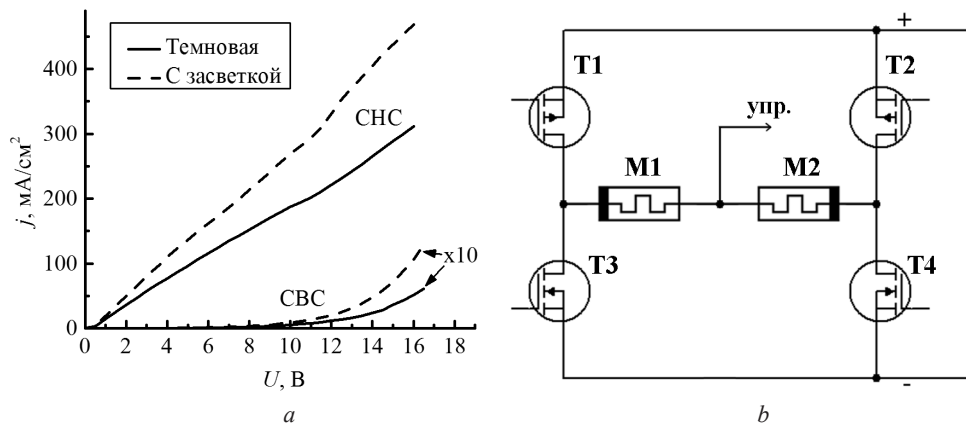 j, мА/см²
400
300
200
100
0
Темновая
С засветкой
СНС
СВС
x10
0 2 4 6 8 10 12 14 16 18
U, В
a
+
T1
T2
упр.
M1
M2
T3
T4
-
b